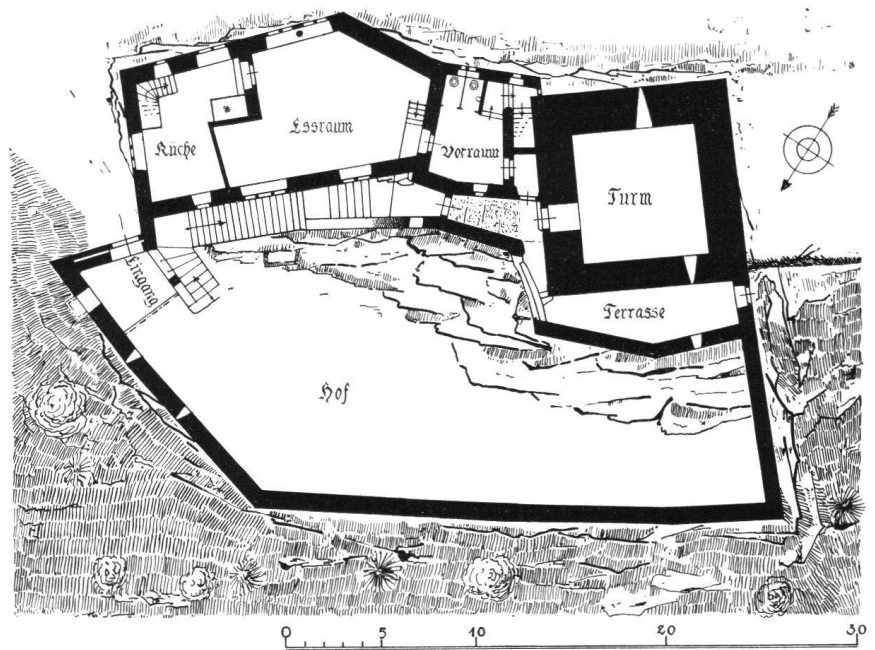 Küche
Essraum
Vorraum
Turm
Eingang
Terrasse
Hof
0 5 10 20 30